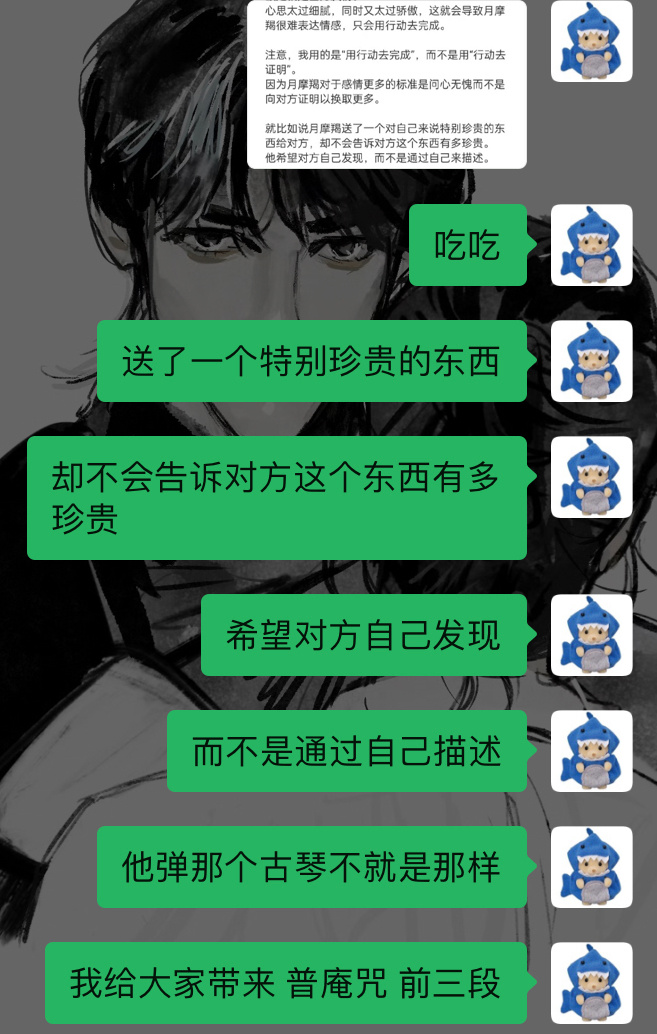 心思太过细腻，同时又太过骄傲，这就会导致月摩
羯很难表达情感，只会用行动去完成。
注意，我用的是“用行动去完成”，而不是用“行动去
证明”。
因为月摩羯对于感情更多的标准是问心无愧而不是
向对方证明以换取更多。
就比如说月摩羯送了一个对自己来说特别珍贵的东
西给对方，却不会告诉对方这个东西有多珍贵。
他希望对方自己发现，而不是通过自己来描述。
吃吃
送了一个特别珍贵的东西
却不会告诉对方这个东西有多
珍贵
希望对方自己发现
而不是通过自己描述
他弹那个古琴不就是那样
我给大家带来 普庵咒 前三段